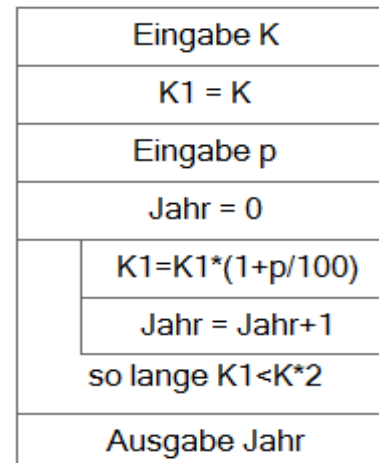 Eingabe K
K1 = K
Eingabe p
Jahr = 0
K1=K1*(1+p/100)
Jahr = Jahr+1
so lange K1<K*2
Ausgabe Jahr